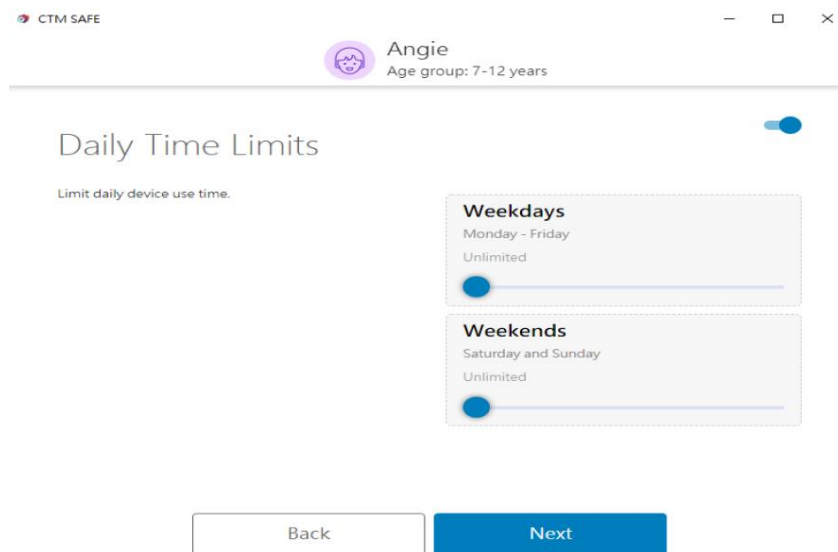 CTM SAFE
Angie
Age group: 7-12 years
Daily Time Limits
Limit daily device use time.
Weekdays
Monday - Friday
Unlimited
Weekends
Saturday and Sunday
Unlimited
Back
Next